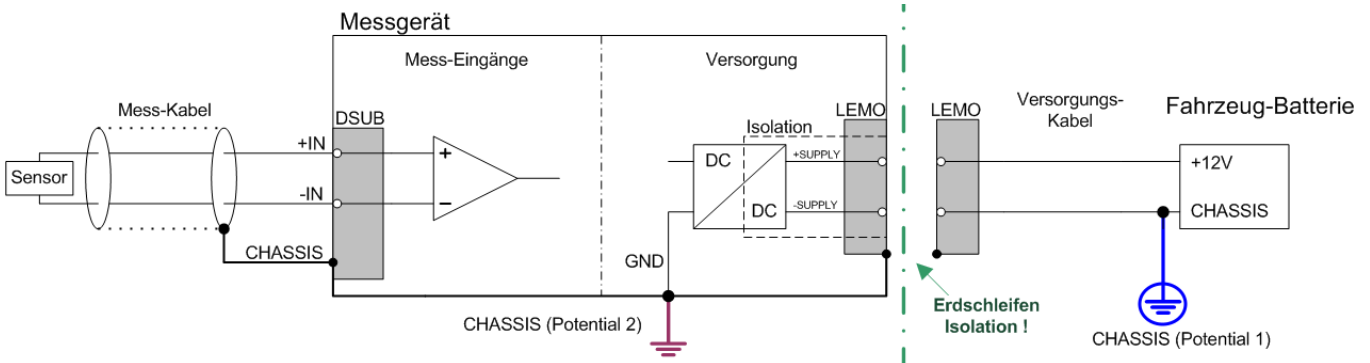 Messgerät
Mess-Eingänge
Versorgung
Mess-Kabel
DSUB
LEMO
LEMO
Versorgungs-
Kabel
Fahrzeug-Batterie
Isolation
+IN
+
DC
+SUPPLY
+12V
Sensor
-IN
−
DC
-SUPPLY
CHASSIS
CHASSIS
GND
Erdschleifen
Isolation !
CHASSIS (Potential 2)
CHASSIS (Potential 1)